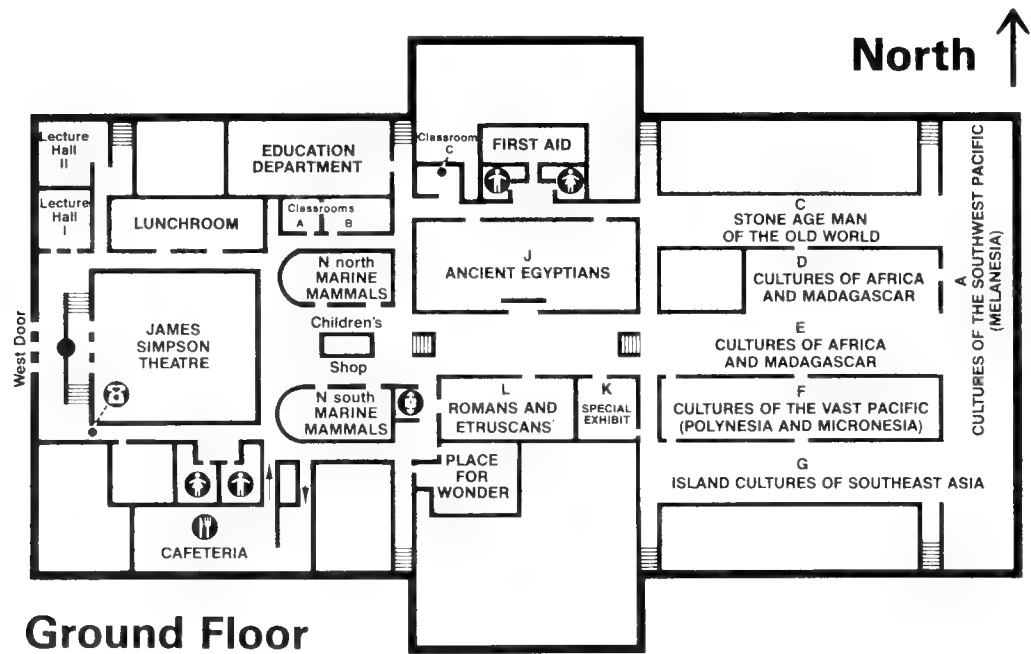 North
Lecture
Hall
II
EDUCATION
DEPARTMENT
Classroom
C
FIRST AID
Lecture
Hall
I
LUNCHROOM
Classrooms
A B
C
STONE AGE MAN
OF THE OLD WORLD
N north
MARINE
MAMMALS
J
ANCIENT EGYPTIANS
D
CULTURES OF AFRICA
AND MADAGASCAR
A
CULTURES OF THE SOUTHWEST PACIFIC
(MELANESIA)
West Door
JAMES
SIMPSON
THEATRE
Children's
Shop
E
CULTURES OF AFRICA
AND MADAGASCAR
N south
MARINE
MAMMALS
L
ROMANS AND
ETRUSCANS
K
SPECIAL
EXHIBIT
F
CULTURES OF THE VAST PACIFIC
(POLYNESIA AND MICRONESIA)
PLACE
FOR
WONDER
G
ISLAND CULTURES OF SOUTHEAST ASIA
CAFETERIA
Ground Floor